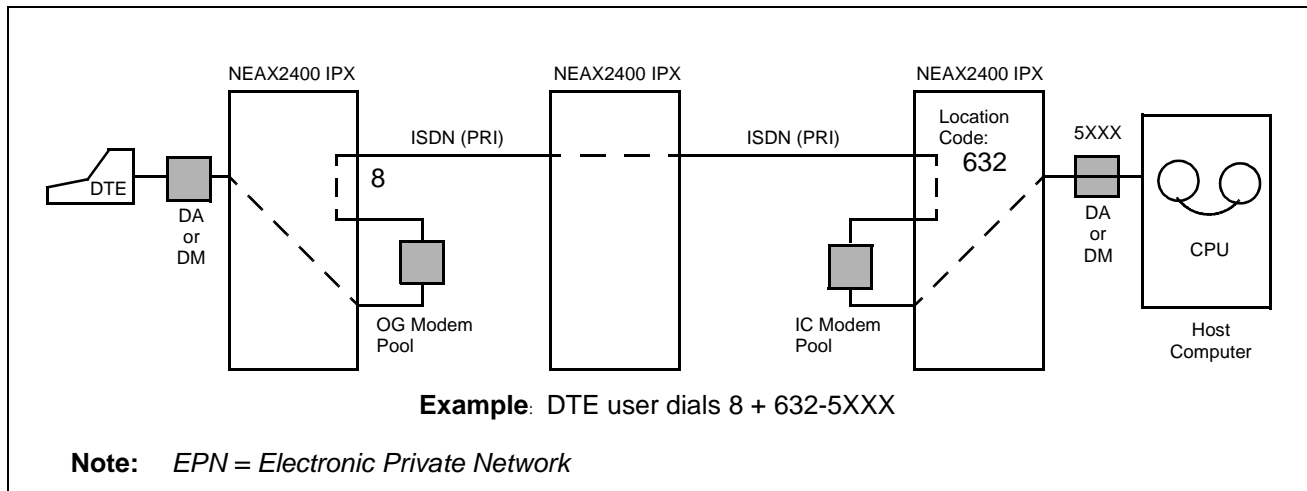 NEAX2400 IPX
NEAX2400 IPX
NEAX2400 IPX
ISDN (PRI)
ISDN (PRI)
Location
Code:
632
5XXX
8
DTE
DA
or
DM
DA
or
DM
CPU
OG Modem
Pool
IC Modem
Pool
Host
Computer
Example: DTE user dials 8 + 632-5XXX
Note: EPN = Electronic Private Network